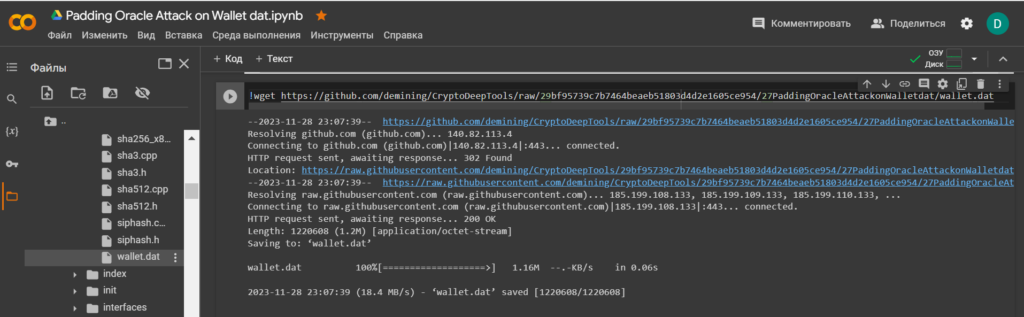 Padding Oracle Attack on Wallet dat.ipynb
Файл Изменить Вид Вставка Среда выполнения Инструменты Справка
Комментировать Поделиться D
Файлы
+ Код + Текст
ОЗУ
Диск
{x}
..
sha256_x8...
sha3.cpp
sha3.h
sha512.cpp
sha512.h
siphash.c...
siphash.h
wallet.dat
index
init
interfaces
!wget https://github.com/demining/CryptoDeepTools/raw/29bf95739c7b7464beaeb51803d4d2e1605ce954/27PaddingOracleAttackonWalletdat/wallet.dat
--2023-11-28 23:07:39-- https://github.com/demining/CryptoDeepTools/raw/29bf95739c7b7464beaeb51803d4d2e1605ce954/27PaddingOracleAttackonWalle
Resolving github.com (github.com)... 140.82.113.4
Connecting to github.com (github.com)|140.82.113.4|:443... connected.
HTTP request sent, awaiting response... 302 Found
Location: https://raw.githubusercontent.com/demining/CryptoDeepTools/29bf95739c7b7464beaeb51803d4d2e1605ce954/27PaddingOracleAttackonWalletdat
--2023-11-28 23:07:39-- https://raw.githubusercontent.com/demining/CryptoDeepTools/29bf95739c7b7464beaeb51803d4d2e1605ce954/27PaddingOracleAt
Resolving raw.githubusercontent.com (raw.githubusercontent.com)... 185.199.108.133, 185.199.109.133, 185.199.110.133, ...
Connecting to raw.githubusercontent.com (raw.githubusercontent.com)|185.199.108.133|:443... connected.
HTTP request sent, awaiting response... 200 OK
Length: 1220608 (1.2M) [application/octet-stream]
Saving to: ‘wallet.dat’
wallet.dat 100%[===================>] 1.16M --.-KB/s in 0.06s
2023-11-28 23:07:39 (18.4 MB/s) - ‘wallet.dat’ saved [1220608/1220608]